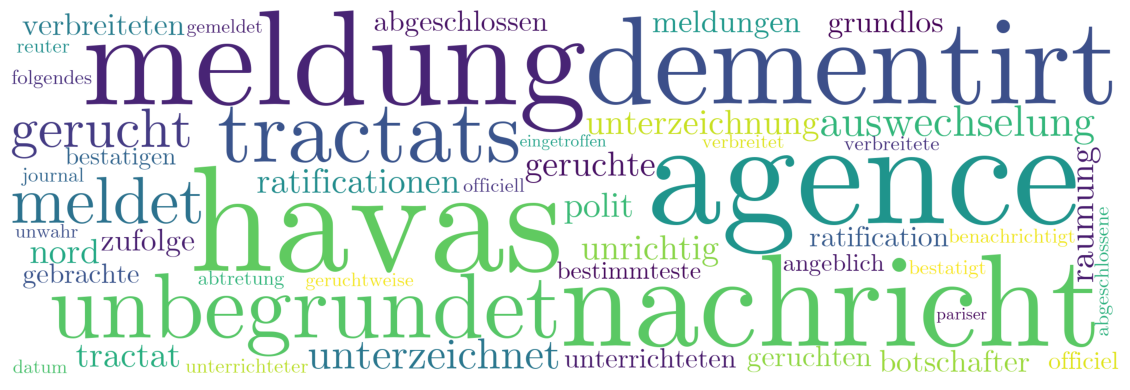 verbreiteten gemeldet abgeschlossen meldungen grundlos
reuter
folgendes meldung dementirt
gerucht tractats unterzeichnung auswechselung
eingetroffen verbreitet verbreitete
bestatigen geruchte agence raumung
journal ratificationen officiell
meldet havas polit
unwahr zufolge unrichtig ratification benachrichtigt
nord
gebrachte abtretung geruchtweise bestimmteste angeblich bestatigt abgeschlossene
unbegrundet nachricht
pariser
datum tractat unterrichteter unterzeichnet unterrichteten geruchten botschafter officiel